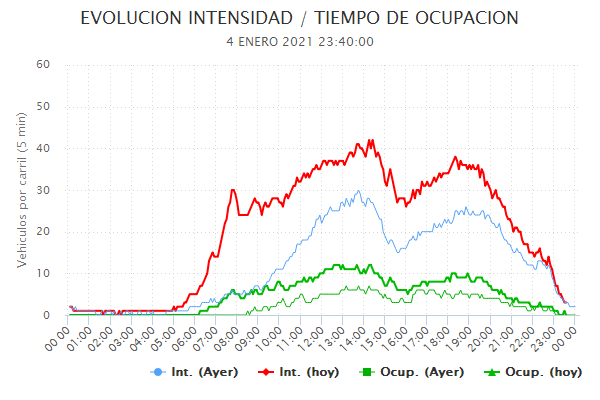 EVOLUCION INTENSIDAD / TIEMPO DE OCUPACION
4 ENERO 2021 23:40:00
Vehiculos por carril (5 min)
60
50
40
30
20
10
0
00:00 01:00 02:00 03:00 04:00 05:00 06:00 07:00 08:00 09:00 10:00 11:00 12:00 13:00 14:00 15:00 16:00 17:00 18:00 19:00 20:00 21:00 22:00 23:00 00:00
Int. (Ayer) Int. (hoy) Ocup. (Ayer) Ocup. (hoy)